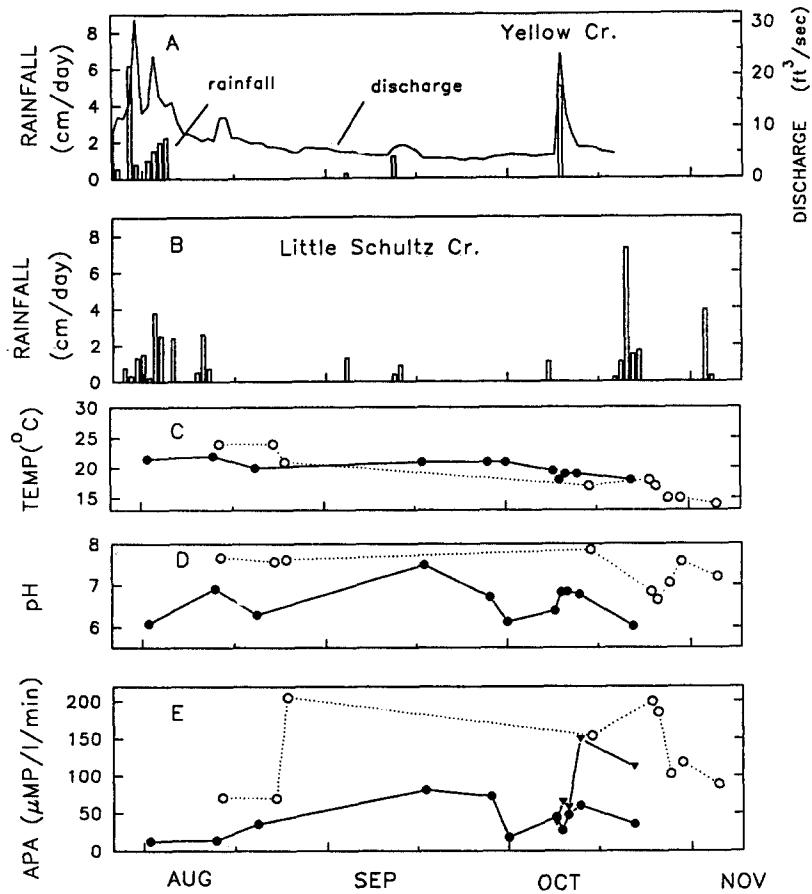 A
Yellow Cr.
rainfall
discharge
RAINFALL
(cm/day)
8
6
4
2
0
30
20
10
0
DISCHARGE (ft3/sec)
B
Little Schultz Cr.
RAINFALL
(cm/day)
8
6
4
2
0
C
TEMP(°C)
30
25
20
15
D
pH
8
7
6
E
APA (μMP/l/min)
200
150
100
50
0
AUG SEP OCT NOV